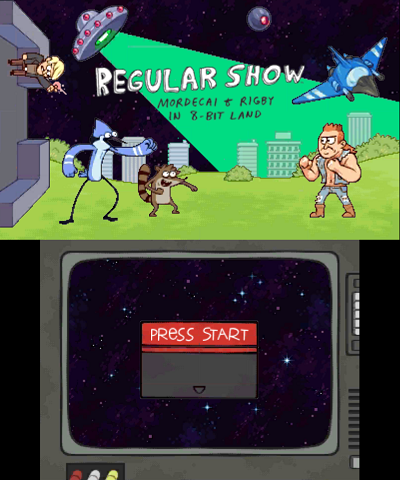 REGULAR SHOW
MORDECAI & RIGBY
IN 8-BIT LAND
PRESS START